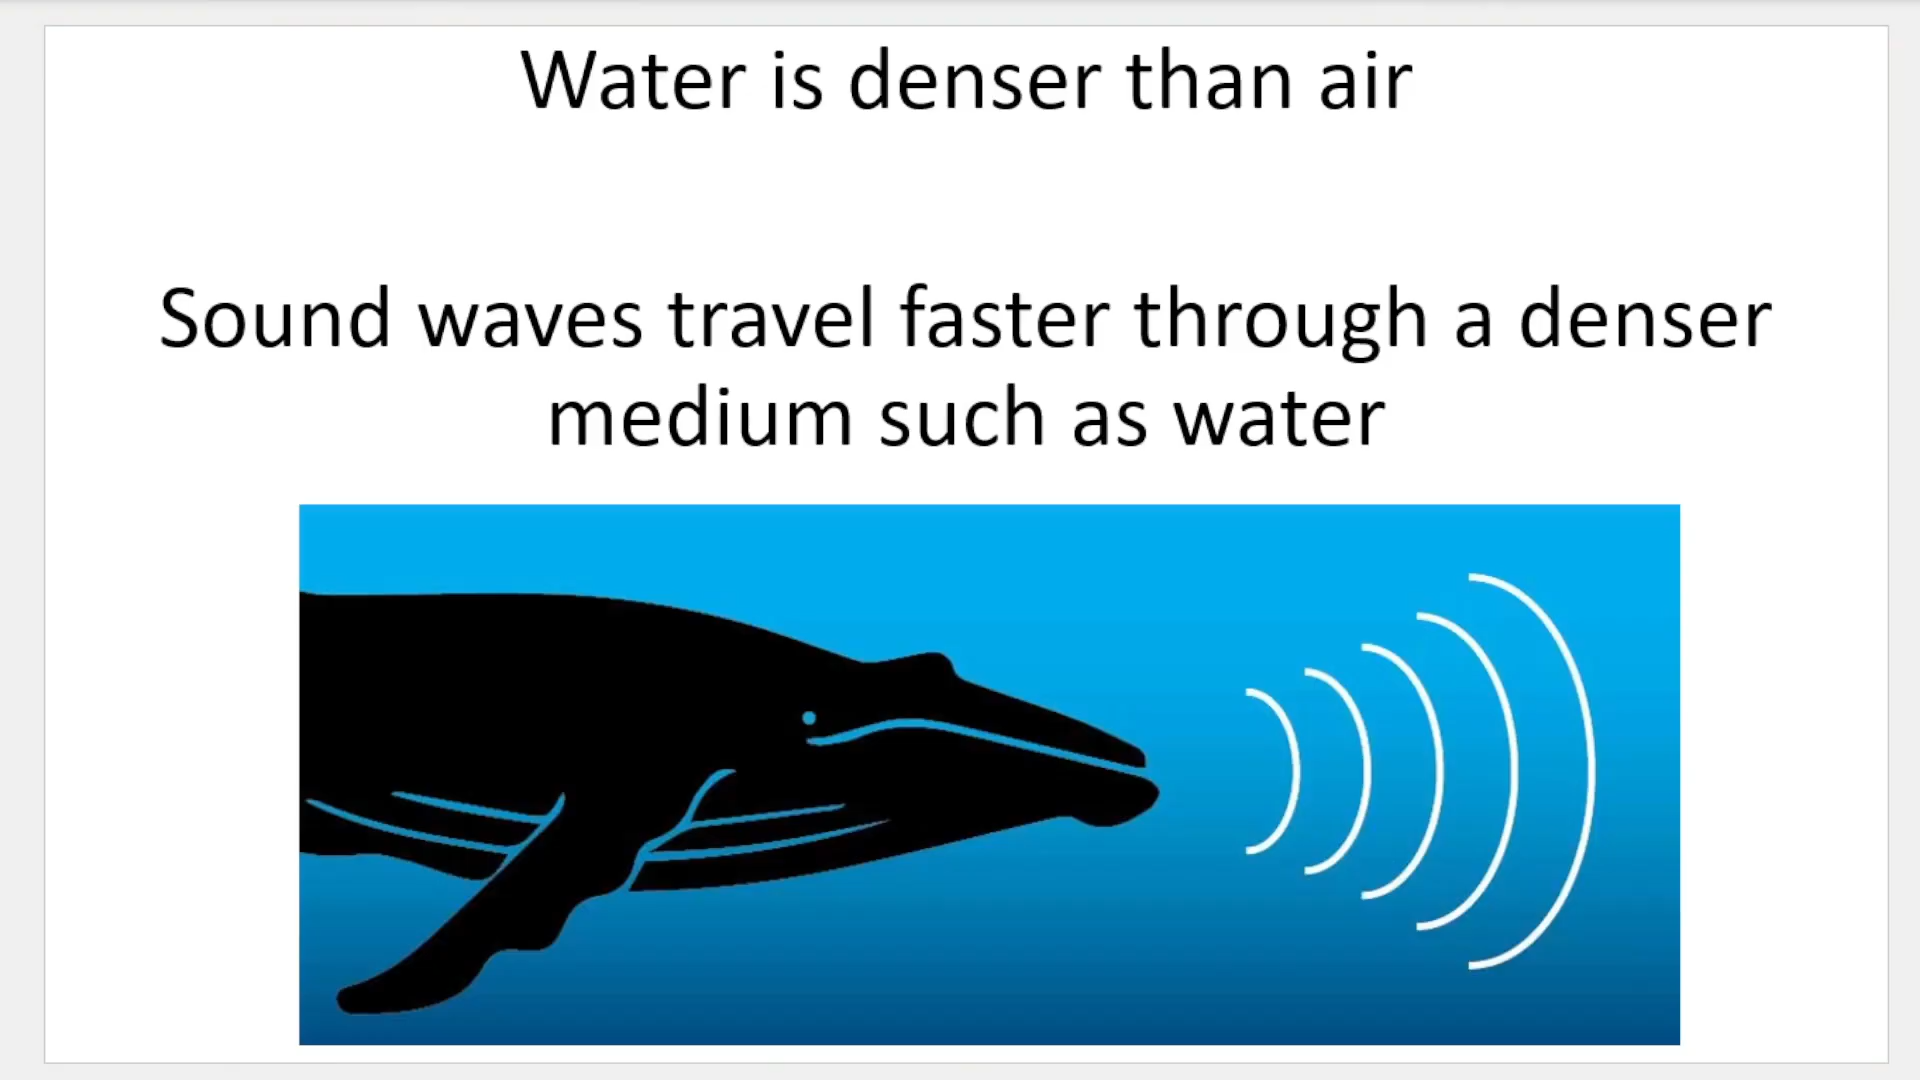 Water is denser than air
Sound waves travel faster through a denser
medium such as water